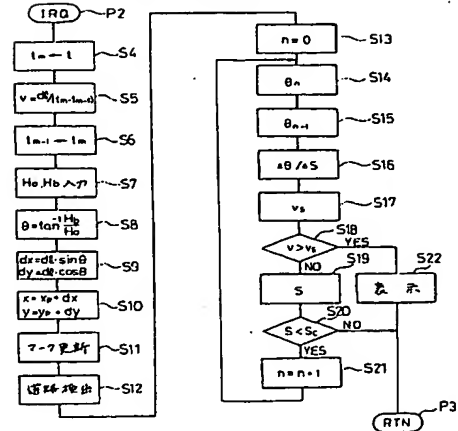 IRQ
P2
tm ← t
S4
v = dl/(tm-tm-1)
S5
tm-1 ← tm
S6
Ha, Hb 入力
S7
θ = tan-1 Hb/Ha
S8
dx = dl・sinθ
dy = dl・cosθ
S9
x = xp + dx
y = yp + dy
S10
マーク更新
S11
道路検出
S12
n = 0
S13
θn
S14
θn-1
S15
Δθ/ΔS
S16
vs
S17
v > vs
S18
YES
NO
S
S19
表示
S22
S < Sc
S20
NO
YES
n = n + 1
S21
RTN
P3